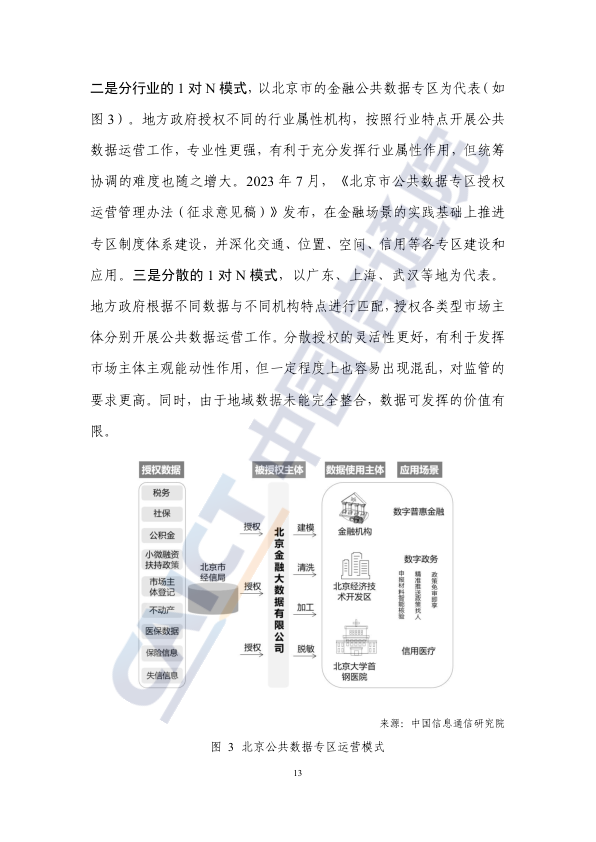 二是分行业的 1 对 N 模式，以北京市的金融公共数据专区为代表（如
图 3）。地方政府授权不同的行业属性机构，按照行业特点开展公共
数据运营工作，专业性更强，有利于充分发挥行业属性作用，但统筹
协调的难度也随之增大。2023 年 7 月，《北京市公共数据专区授权
运营管理办法（征求意见稿）》发布，在金融场景的实践基础上推进
专区制度体系建设，并深化交通、位置、空间、信用等各专区建设和
应用。三是分散的 1 对 N 模式，以广东、上海、武汉等地为代表。
地方政府根据不同数据与不同机构特点进行匹配，授权各类型市场主
体分别开展公共数据运营工作。分散授权的灵活性更好，有利于发挥
市场主体主观能动性作用，但一定程度上也容易出现混乱，对监管的
要求更高。同时，由于地域数据未能完全整合，数据可发挥的价值有
限。
授权数据
税务
社保
公积金
小微融资
扶持政策
市场主
体登记
不动产
医保数据
保险信息
失信信息
北京市
经信局
授权
授权
授权
被授权主体
北京金融大数据有限公司
建模
清洗
加工
脱敏
数据使用主体
金融机构
北京经济技
术开发区
北京大学首
钢医院
应用场景
数字普惠金融
数字政务
申报材料智能核验
精准推送政策找人
政策免审即享
信用医疗
来源：中国信息通信研究院
图 3 北京公共数据专区运营模式
13
CAICT 中国信通院